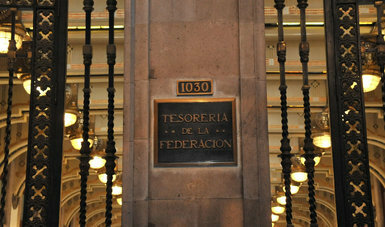 1030
TESORERIA
DE LA
FEDERACION